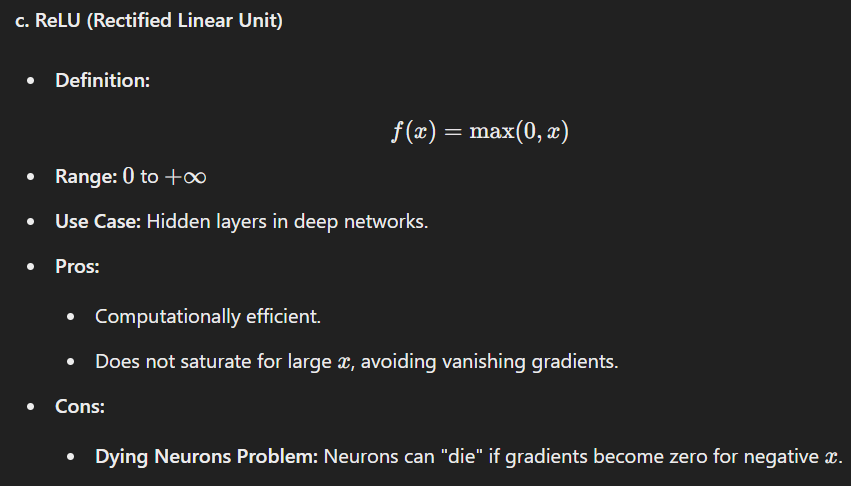 c. ReLU (Rectified Linear Unit)
• Definition:
f(x) = max(0, x)
• Range: 0 to +∞
• Use Case: Hidden layers in deep networks.
• Pros:
• Computationally efficient.
• Does not saturate for large x, avoiding vanishing gradients.
• Cons:
• Dying Neurons Problem: Neurons can "die" if gradients become zero for negative x.